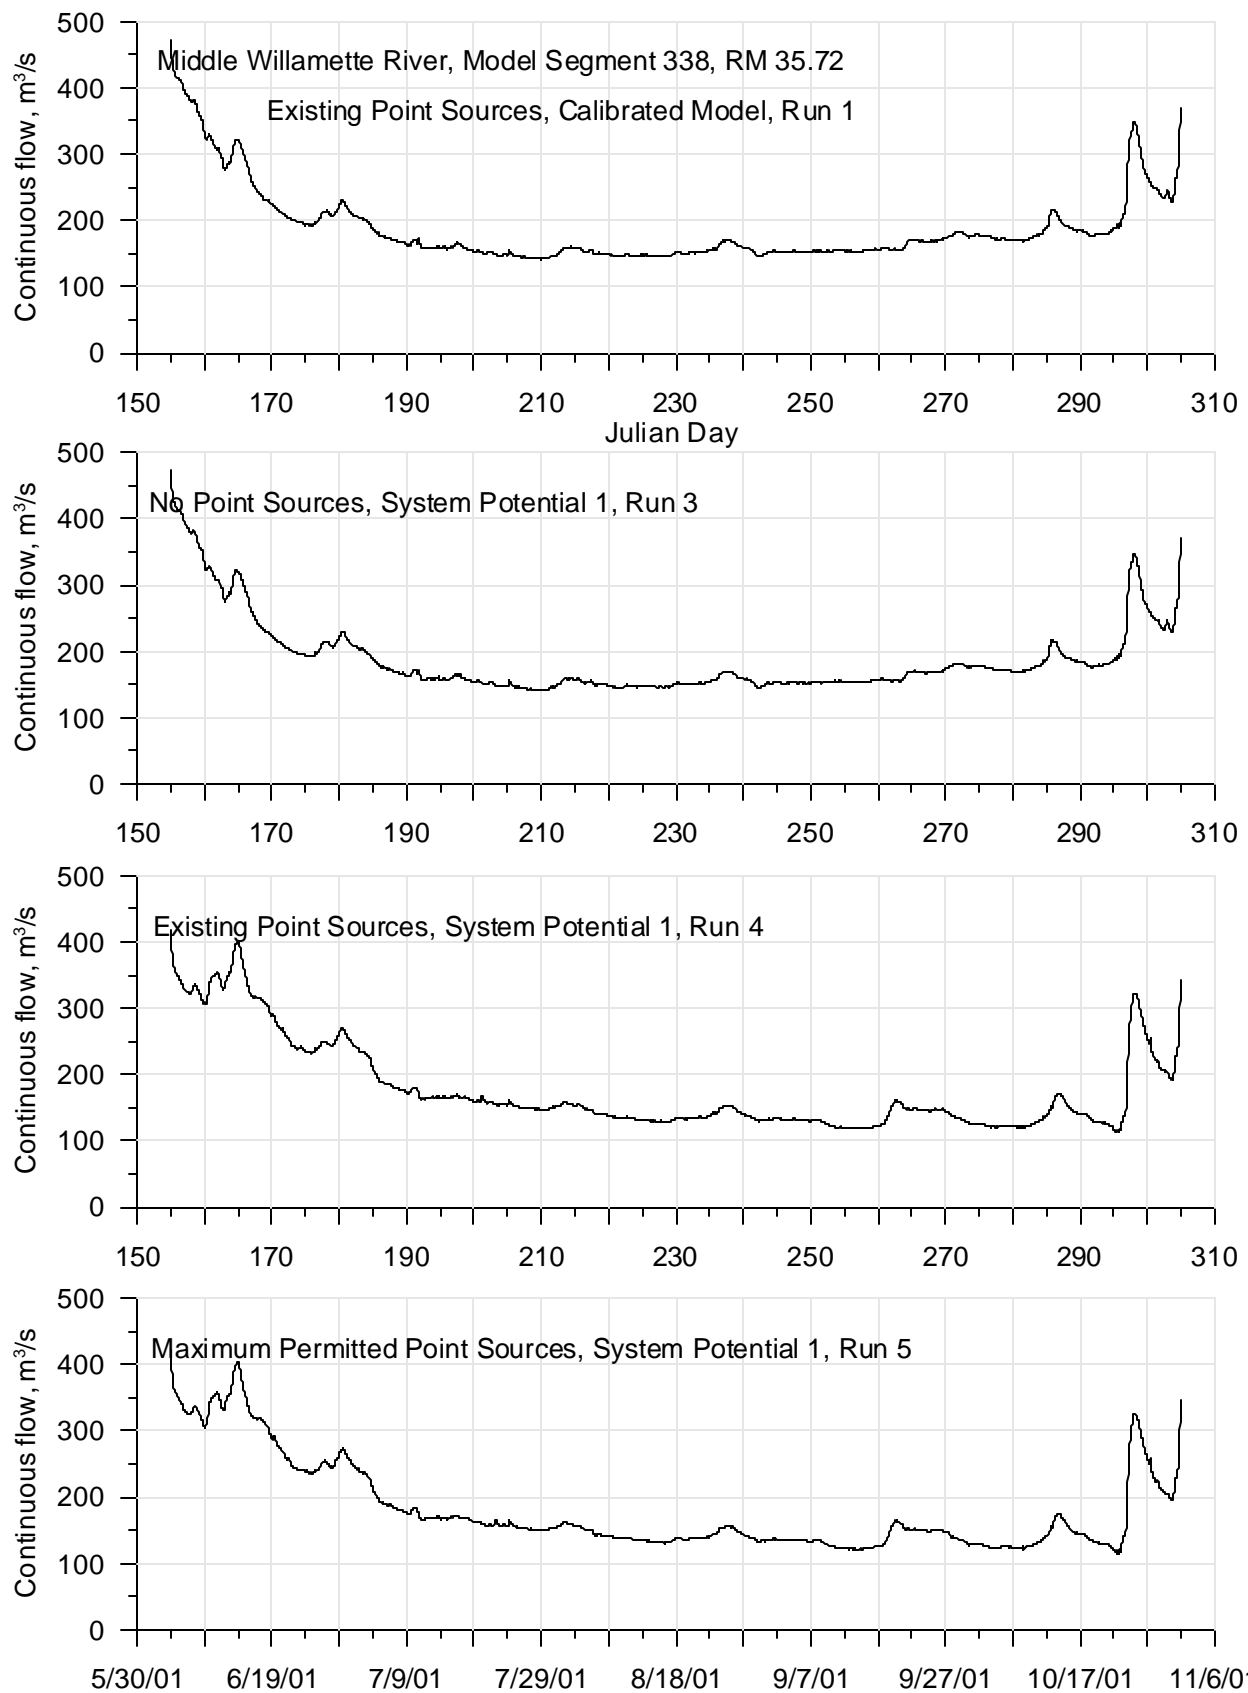 500
Middle Willamette River, Model Segment 338, RM 35.72
400
Existing Point Sources, Calibrated Model, Run 1
300
200
100
0
Continuous flow, m³/s
150 170 190 210 230 250 270 290 310
Julian Day
500
No Point Sources, System Potential 1, Run 3
400
300
200
100
0
Continuous flow, m³/s
150 170 190 210 230 250 270 290 310
500
Existing Point Sources, System Potential 1, Run 4
400
300
200
100
0
Continuous flow, m³/s
150 170 190 210 230 250 270 290 310
500
Maximum Permitted Point Sources, System Potential 1, Run 5
400
300
200
100
0
Continuous flow, m³/s
5/30/01 6/19/01 7/9/01 7/29/01 8/18/01 9/7/01 9/27/01 10/17/01 11/6/0